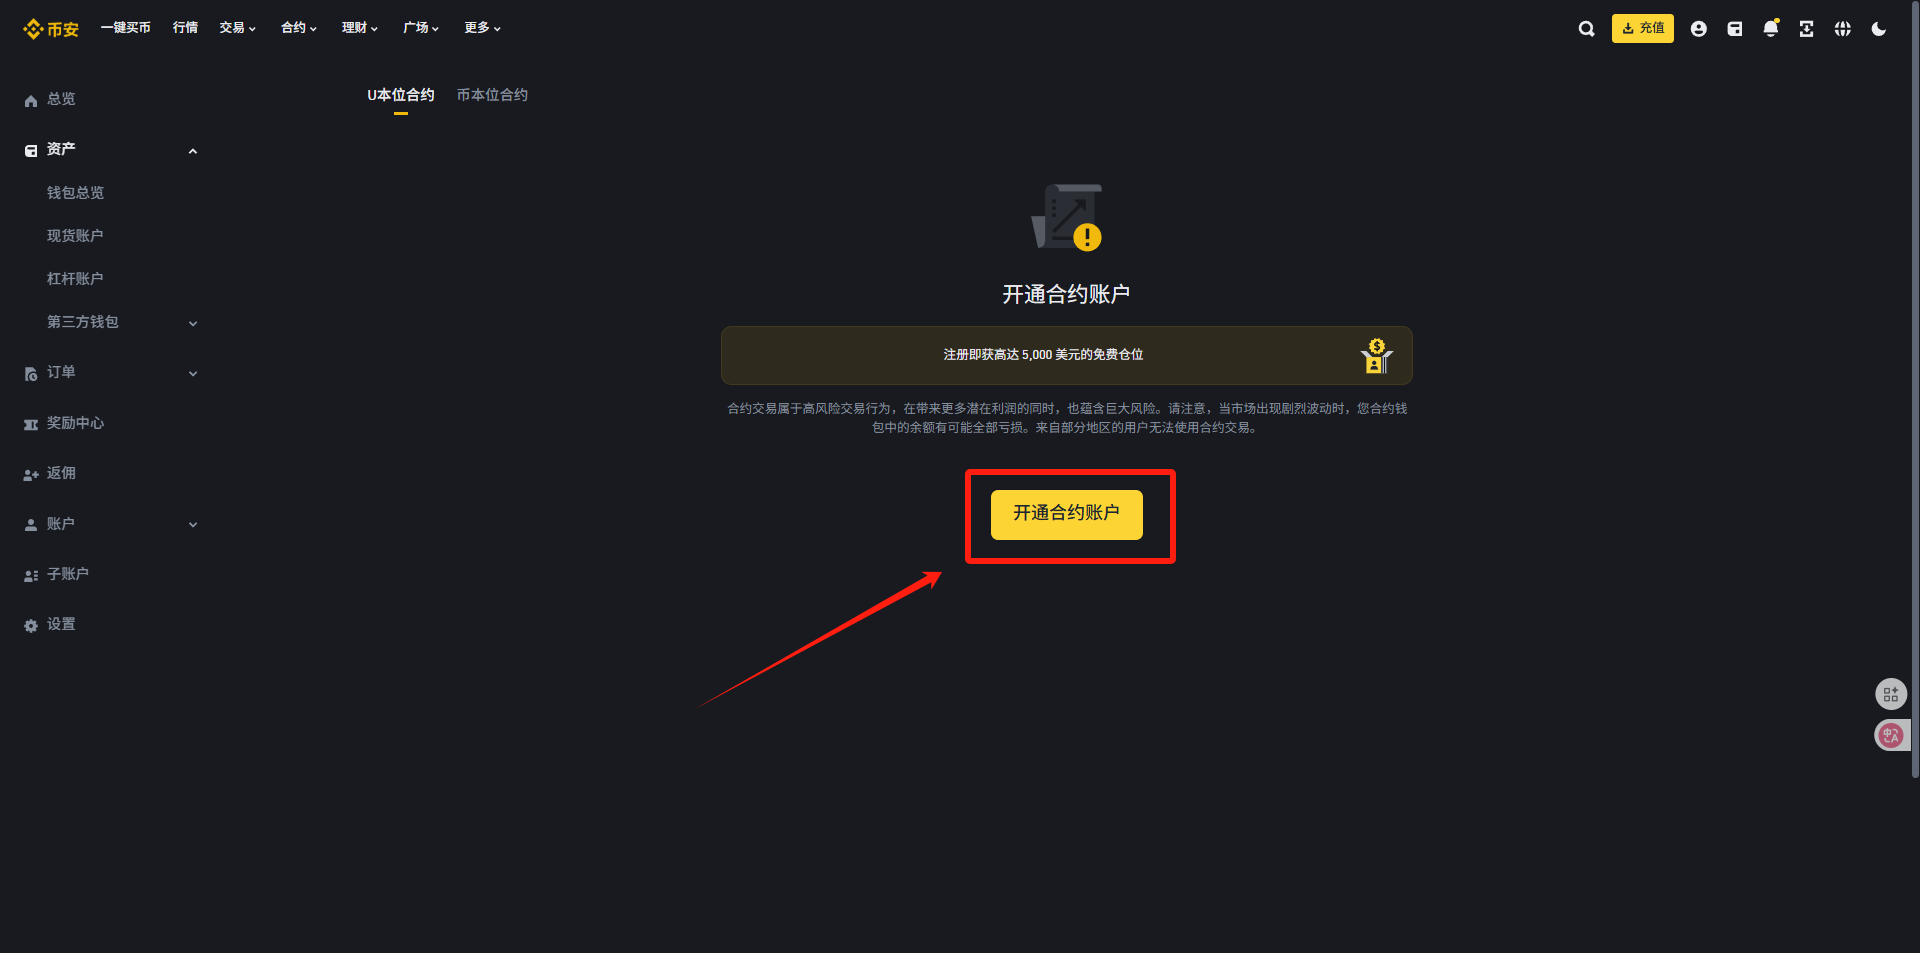 币安 一键买币 行情 交易 合约 理财 广场 更多 充值
U本位合约 币本位合约
总览
资产
钱包总览
现货账户
杠杆账户
第三方钱包
订单
奖励中心
返佣
账户
子账户
设置
开通合约账户
注册即获高达 5,000 美元的免费仓位
合约交易属于高风险交易行为，在带来更多潜在利润的同时，也蕴含巨大风险。请注意，当市场出现剧烈波动时，您合约钱
包中的余额有可能全部亏损。来自部分地区的用户无法使用合约交易。
开通合约账户
中A